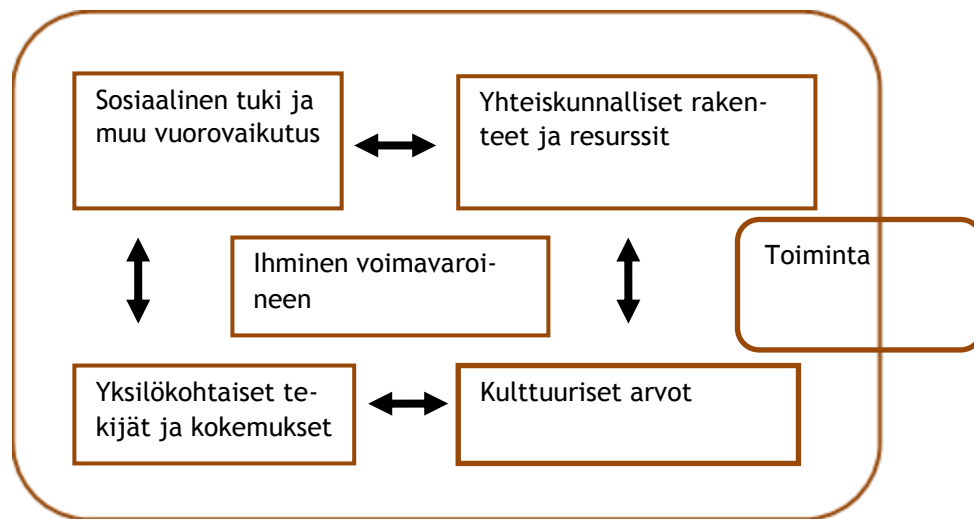 Sosiaalinen tuki ja
muu vuorovaikutus
Yhteiskunnalliset raken-
teet ja resurssit
Ihminen voimavaroi-
neen
Toiminta
Yksilökohtaiset te-
kijät ja kokemukset
Kulttuuriset arvot